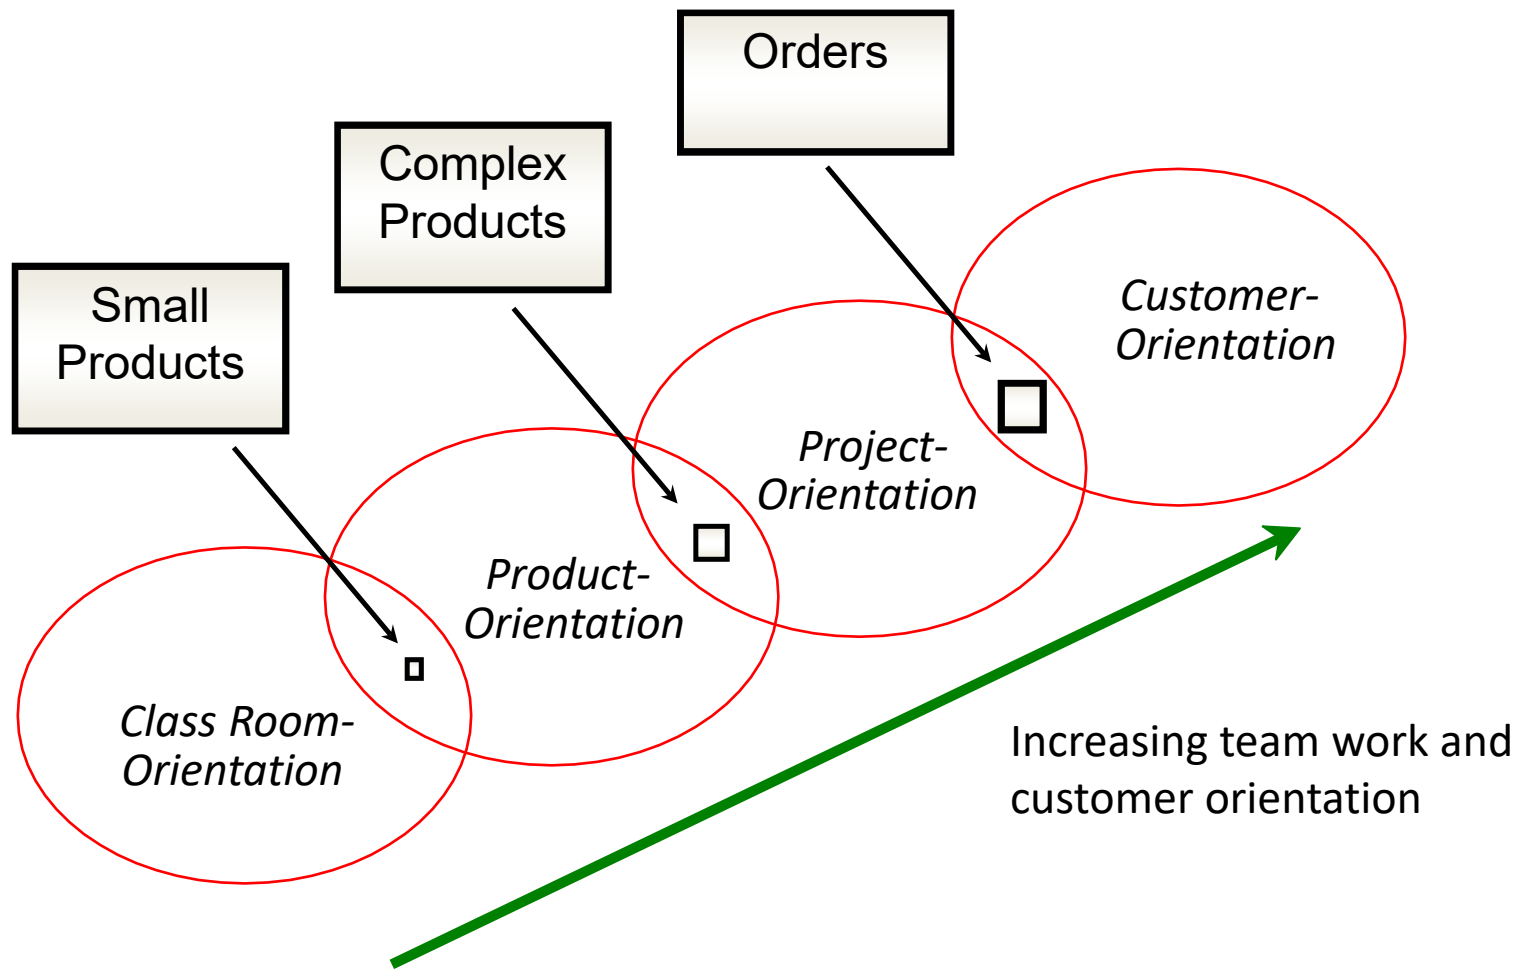 Orders
Complex
Products
Small
Products
Customer-
Orientation
Project-
Orientation
Product-
Orientation
Class Room-
Orientation
Increasing team work and
customer orientation